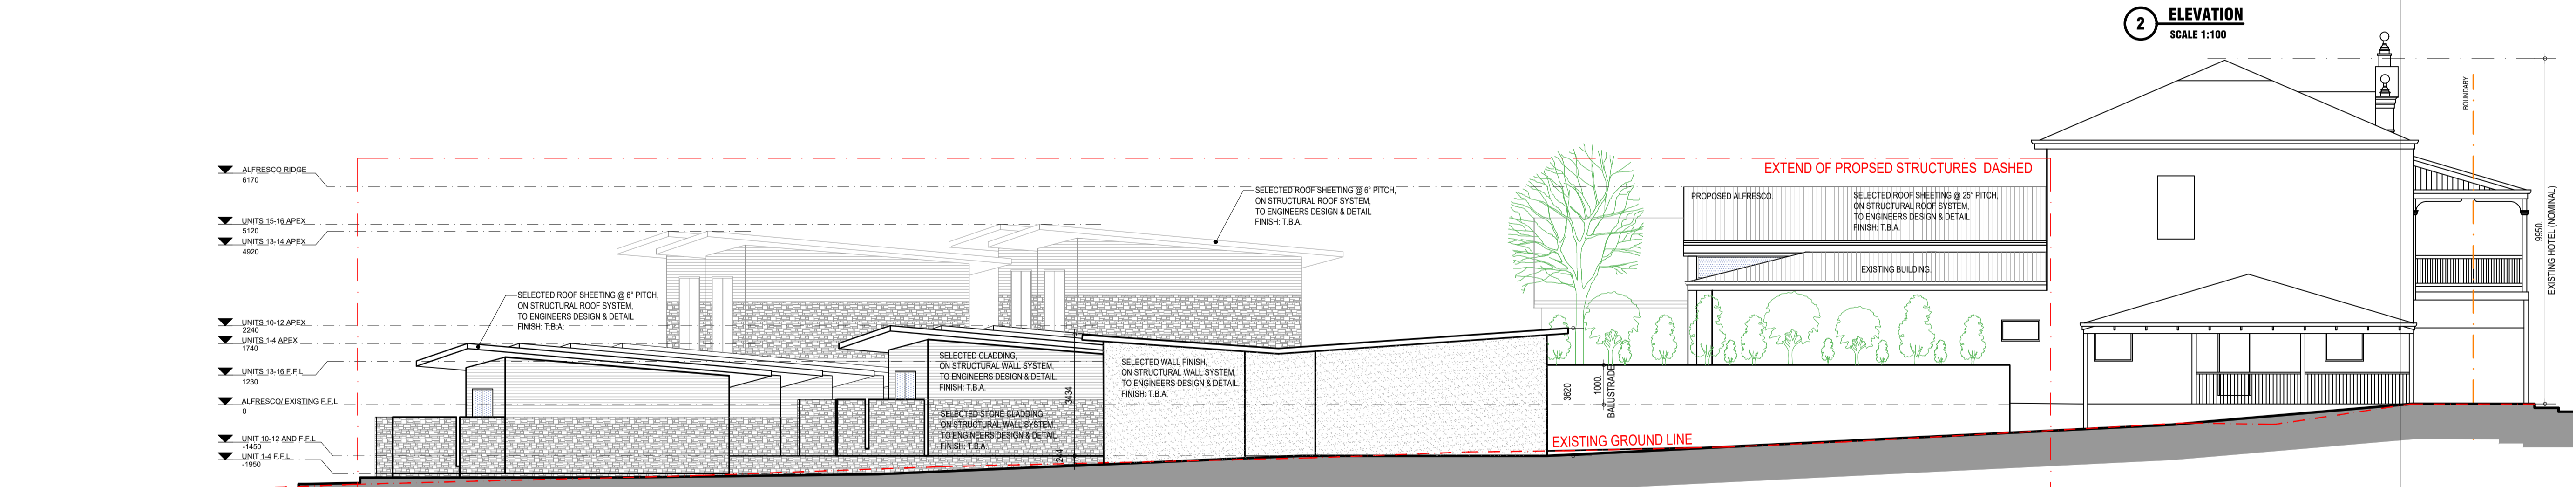 2
ELEVATION
SCALE 1:100
ALFRESCO RIDGE
6170
UNITS 15-16 APEX
5120
UNITS 13-14 APEX
4920
UNITS 10-12 APEX
2240
UNITS 1-4 APEX
1740
UNITS 13-16 F.F.L
1230
ALFRESCO/ EXISTING F.F.L
0
UNIT 10-12 AND F.F.L
-1450
UNIT 1-4 F.F.L
-1950
SELECTED ROOF SHEETING @ 6° PITCH,
ON STRUCTURAL ROOF SYSTEM,
TO ENGINEERS DESIGN & DETAIL
FINISH: T.B.A.
SELECTED CLADDING,
ON STRUCTURAL WALL SYSTEM,
TO ENGINEERS DESIGN & DETAIL.
FINISH: T.B.A.
SELECTED STONE CLADDING,
ON STRUCTURAL WALL SYSTEM,
TO ENGINEERS DESIGN & DETAIL.
FINISH: T.B.A.
3434
244
SELECTED WALL FINISH,
ON STRUCTURAL WALL SYSTEM,
TO ENGINEERS DESIGN & DETAIL.
FINISH: T.B.A.
SELECTED ROOF SHEETING @ 6° PITCH,
ON STRUCTURAL ROOF SYSTEM,
TO ENGINEERS DESIGN & DETAIL
FINISH: T.B.A.
3620
1000.
BALUSTRADE
EXISTING GROUND LINE
EXTEND OF PROPSED STRUCTURES DASHED
PROPOSED ALFRESCO.
SELECTED ROOF SHEETING @ 25° PITCH,
ON STRUCTURAL ROOF SYSTEM,
TO ENGINEERS DESIGN & DETAIL
FINISH: T.B.A.
EXISTING BUILDING.
BOUNDARY
9950.
EXISTING HOTEL (NOMINAL)